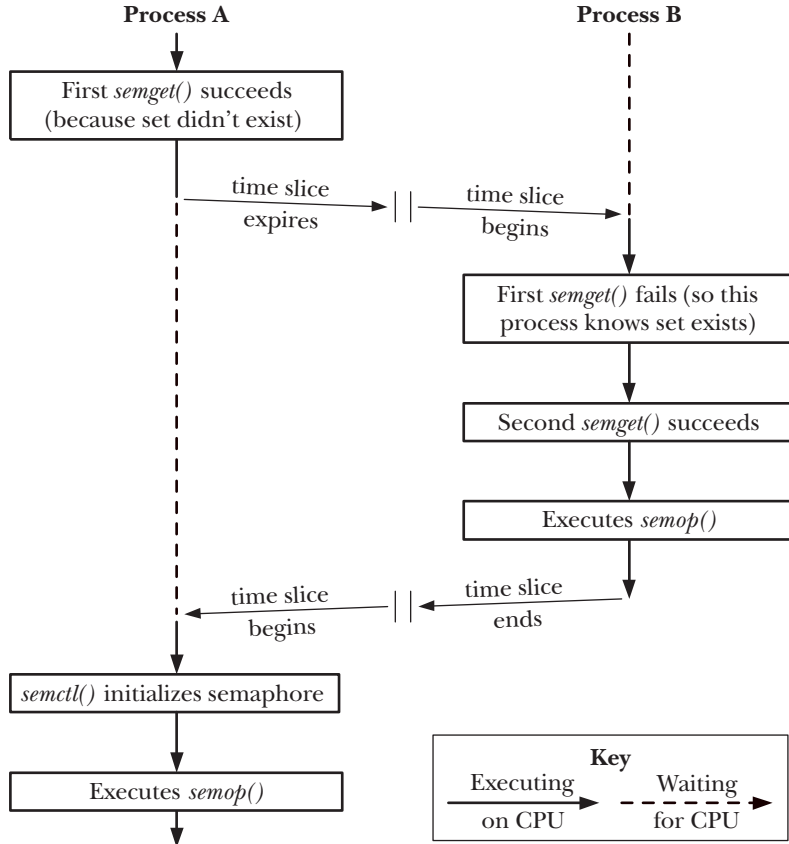 Process A
Process B
First semget() succeeds
(because set didn't exist)
time slice
expires
time slice
begins
First semget() fails (so this
process knows set exists)
Second semget() succeeds
Executes semop()
time slice
begins
time slice
ends
semctl() initializes semaphore
Executes semop()
Key
Executing
on CPU
Waiting
for CPU